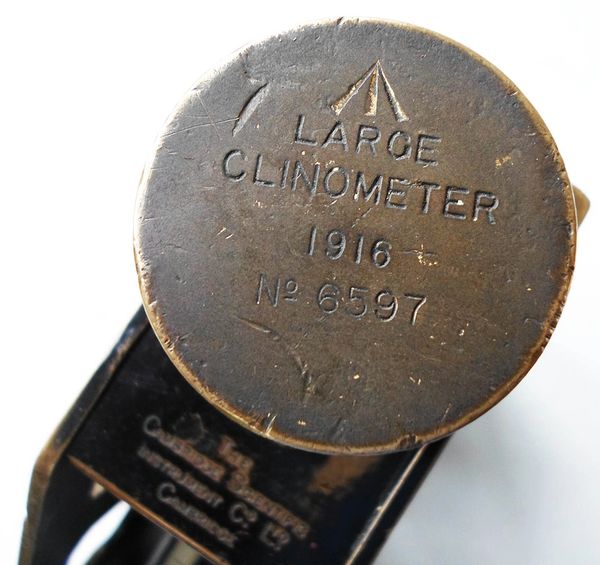 LARGE
CLINOMETER
1916
Nº 6597
THE
CAMBRIDGE SCIENTIFIC
INSTRUMENT Cº LTD
CAMBRIDGE